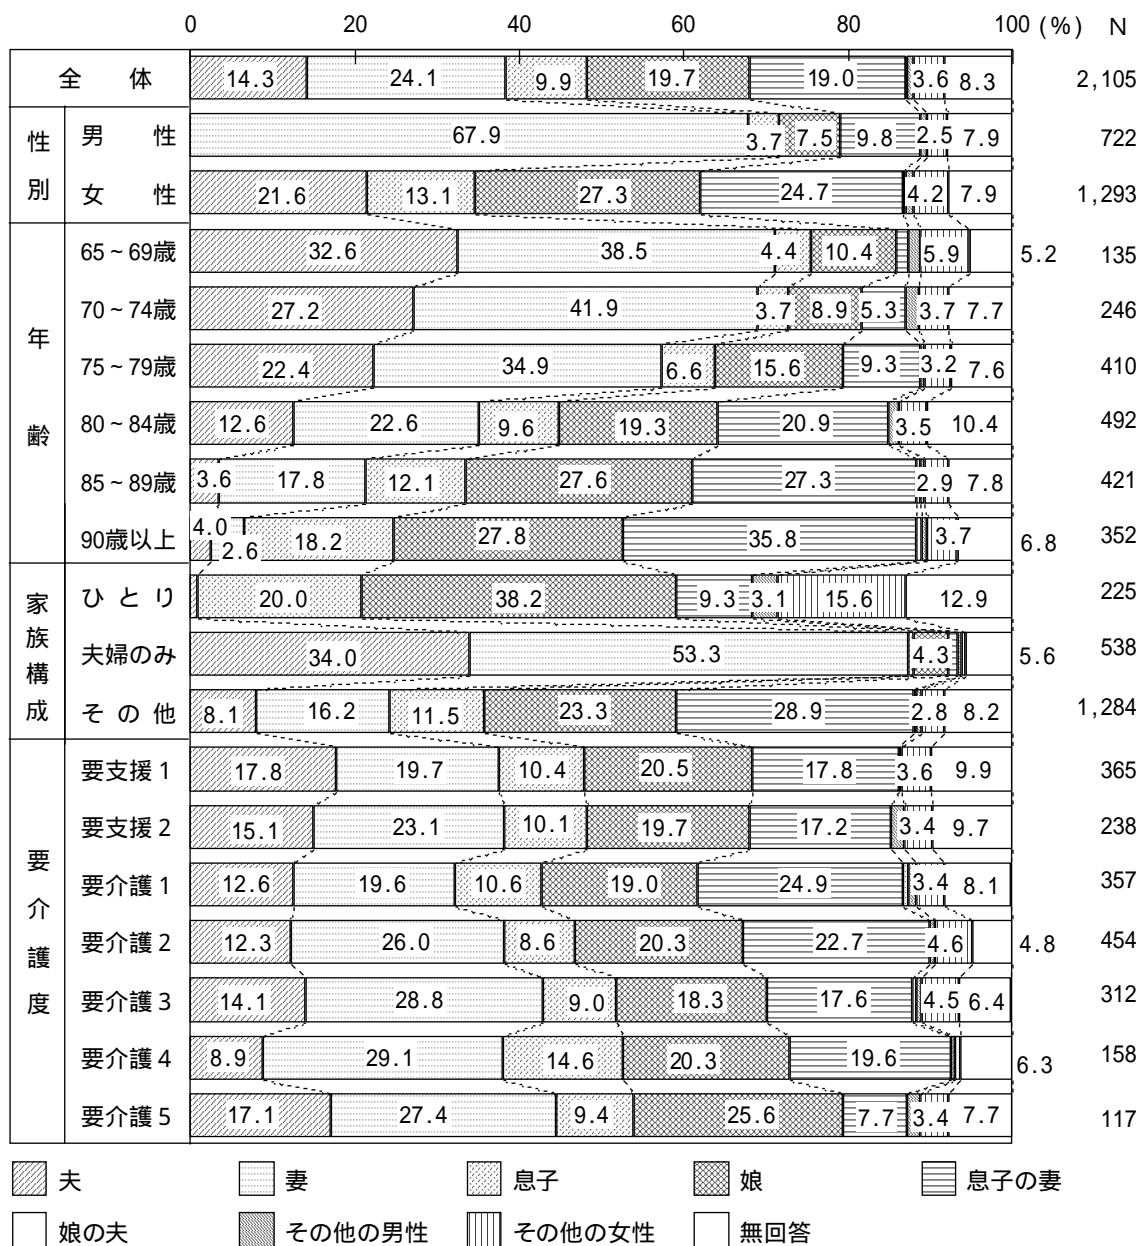 0 20 40 60 80 100 (%) N
全体 14.3 24.1 9.9 19.7 19.0 3.6 8.3 2,105
性別
男性 67.9 3.7 7.5 9.8 2.5 7.9 722
女性 21.6 13.1 27.3 24.7 4.2 7.9 1,293
年齢
65~69歳 32.6 38.5 4.4 10.4 5.9 5.2 135
70~74歳 27.2 41.9 3.7 8.9 5.3 3.7 7.7 246
75~79歳 22.4 34.9 6.6 15.6 9.3 3.2 7.6 410
80~84歳 12.6 22.6 9.6 19.3 20.9 3.5 10.4 492
85~89歳 3.6 17.8 12.1 27.6 27.3 2.9 7.8 421
90歳以上 4.0 2.6 18.2 27.8 35.8 3.7 6.8 352
家族構成
ひとり 20.0 38.2 9.3 3.1 15.6 12.9 225
夫婦のみ 34.0 53.3 4.3 5.6 538
その他 8.1 16.2 11.5 23.3 28.9 2.8 8.2 1,284
要介護度
要支援1 17.8 19.7 10.4 20.5 17.8 3.6 9.9 365
要支援2 15.1 23.1 10.1 19.7 17.2 3.4 9.7 238
要介護1 12.6 19.6 10.6 19.0 24.9 3.4 8.1 357
要介護2 12.3 26.0 8.6 20.3 22.7 4.6 4.8 454
要介護3 14.1 28.8 9.0 18.3 17.6 4.5 6.4 312
要介護4 8.9 29.1 14.6 20.3 19.6 6.3 158
要介護5 17.1 27.4 9.4 25.6 7.7 3.4 7.7 117
夫 妻 息子 娘 息子の妻
娘の夫 その他の男性 その他の女性 無回答